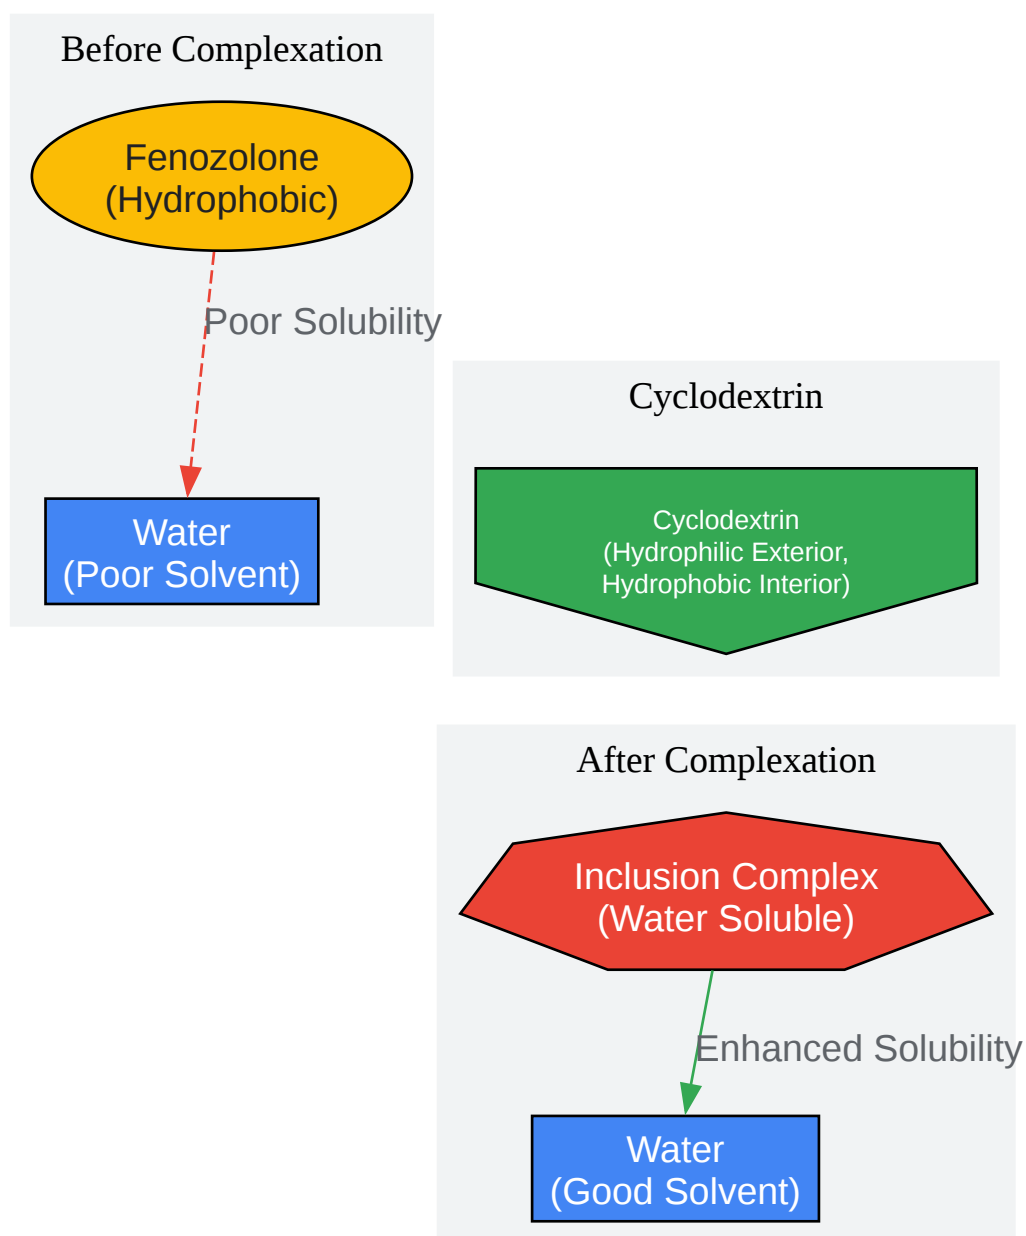 Before Complexation
Fenozolone
(Hydrophobic)
Poor Solubility
Water
(Poor Solvent)
Cyclodextrin
Cyclodextrin
(Hydrophilic Exterior,
Hydrophobic Interior)
After Complexation
Inclusion Complex
(Water Soluble)
Enhanced Solubility
Water
(Good Solvent)